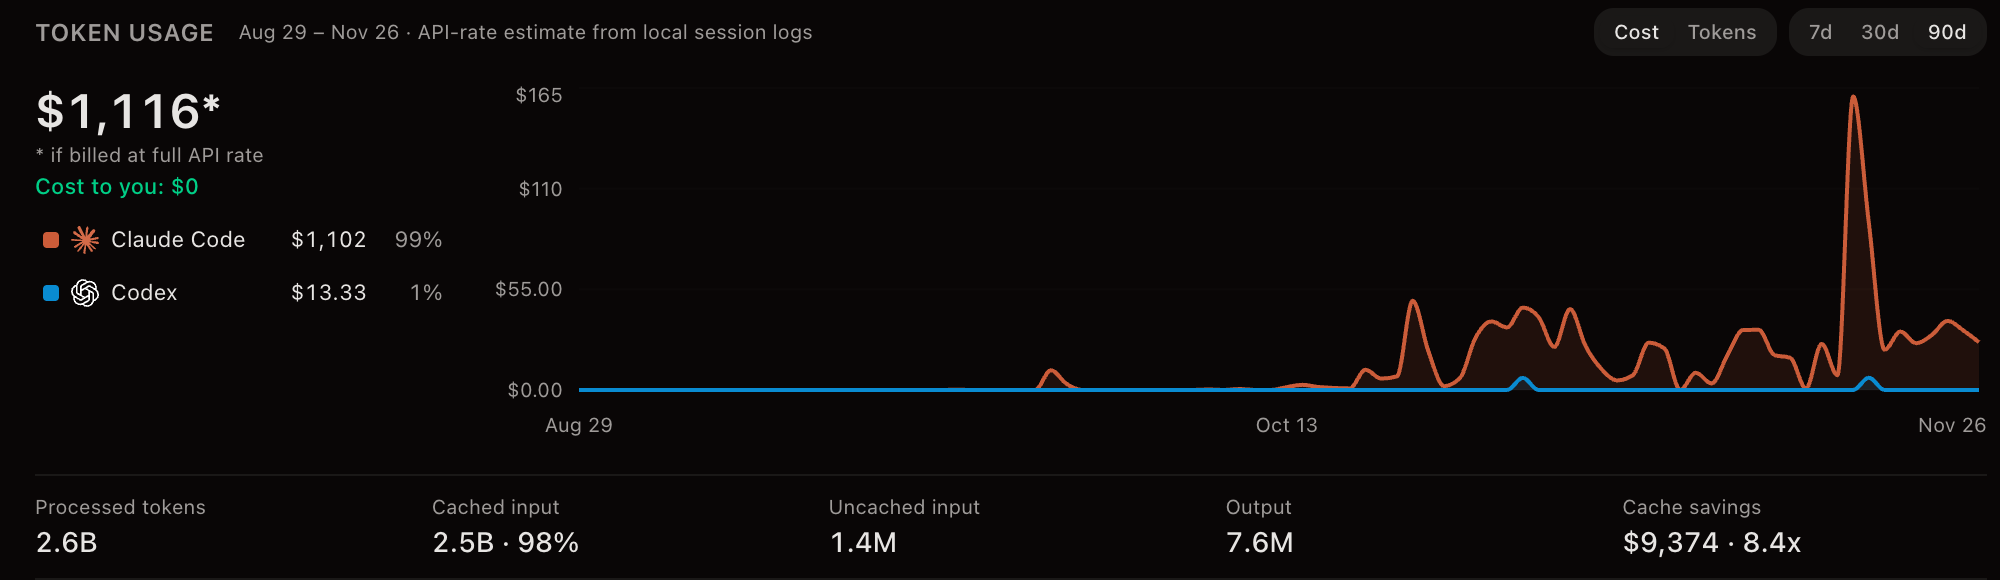 TOKEN USAGE Aug 29 – Nov 26 · API-rate estimate from local session logs Cost Tokens 7d 30d 90d
$1,116*
* if billed at full API rate
Cost to you: $0
Claude Code $1,102 99%
Codex $13.33 1%
$165
$110
$55.00
$0.00
Aug 29 Oct 13 Nov 26
Processed tokens Cached input Uncached input Output Cache savings
2.6B 2.5B · 98% 1.4M 7.6M $9,374 · 8.4x